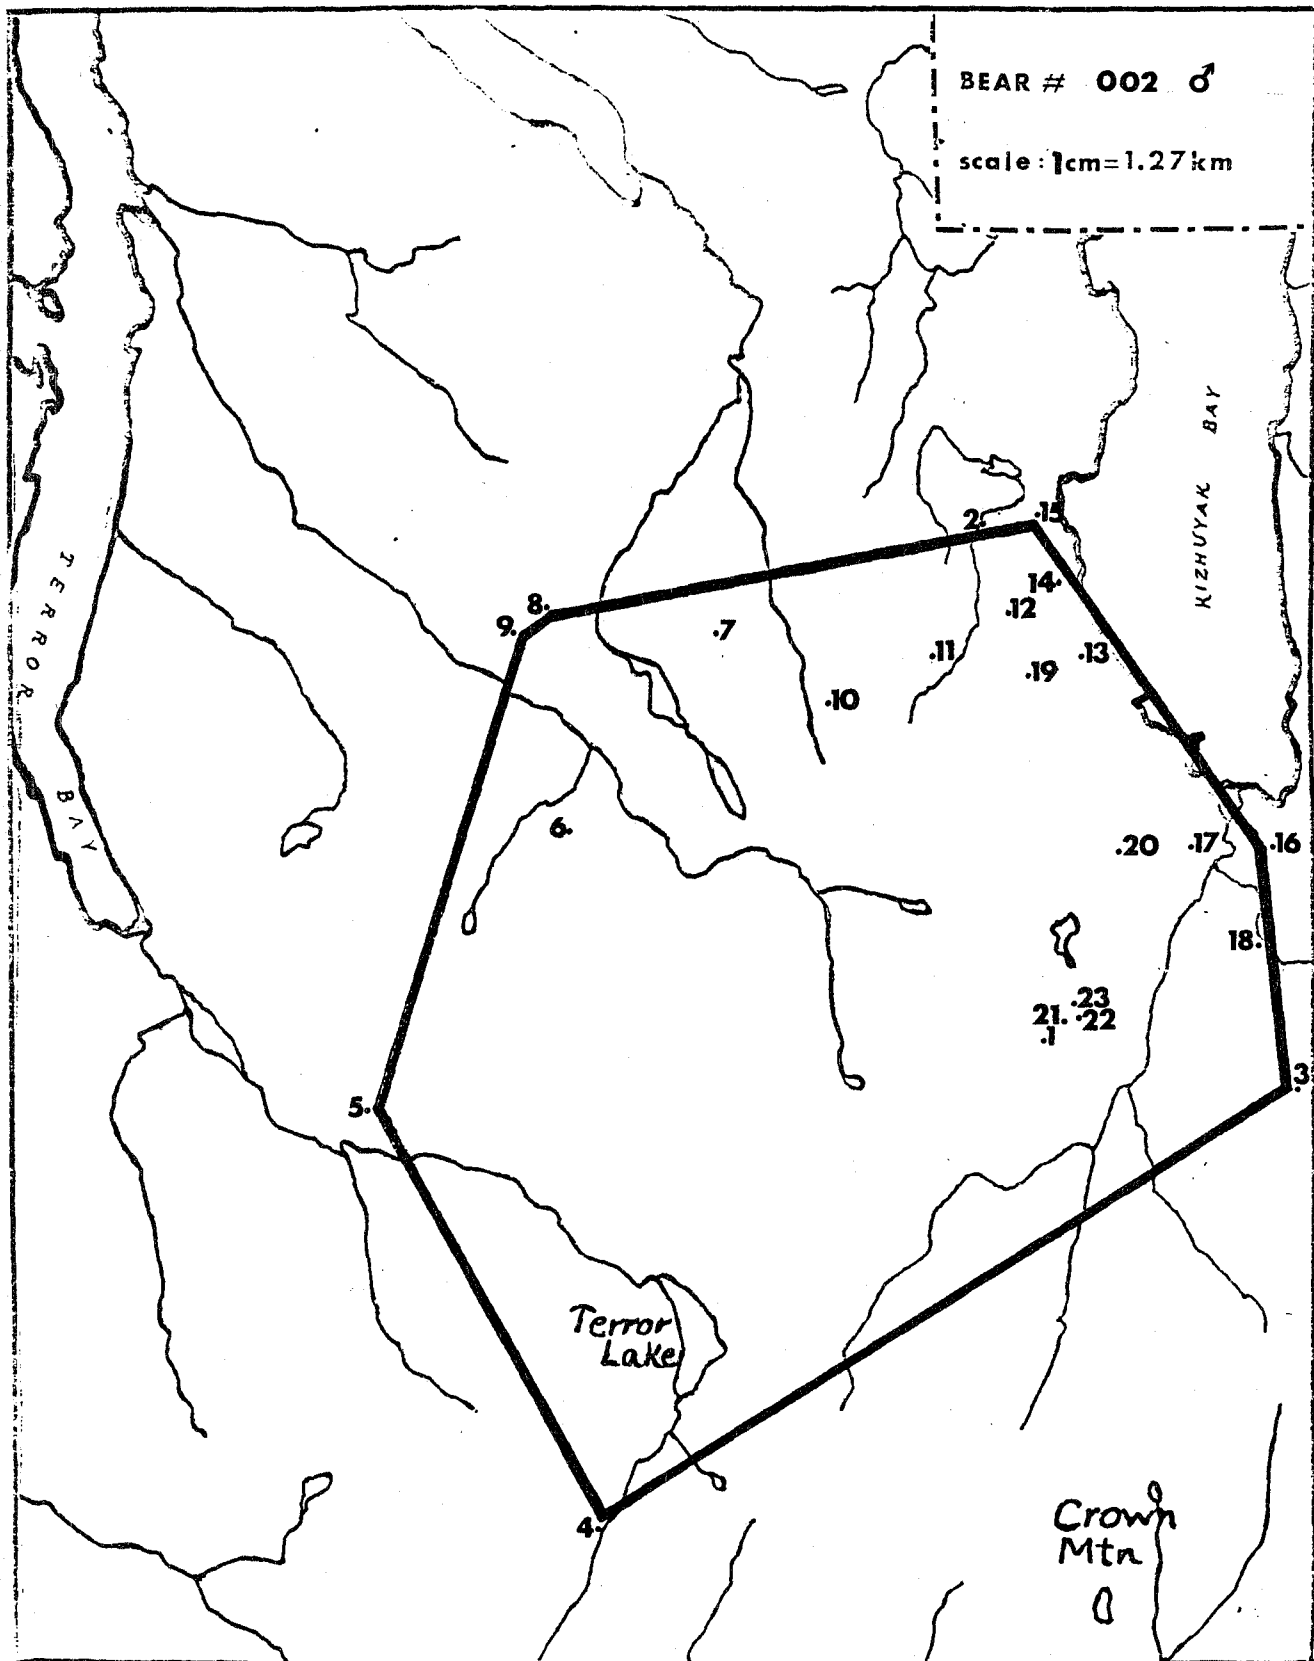 BEAR # 002 ♂
scale: 1cm=1.27km
KIZHUYAK BAY
TERROR BAY
2.
.15
14.
.12
8.
9.
.7
.11
.13
.19
.10
6.
.20
.17
.16
18.
.23
21.
.22
.1
.3
5.
Terror
Lake
4.
Crown
Mtn